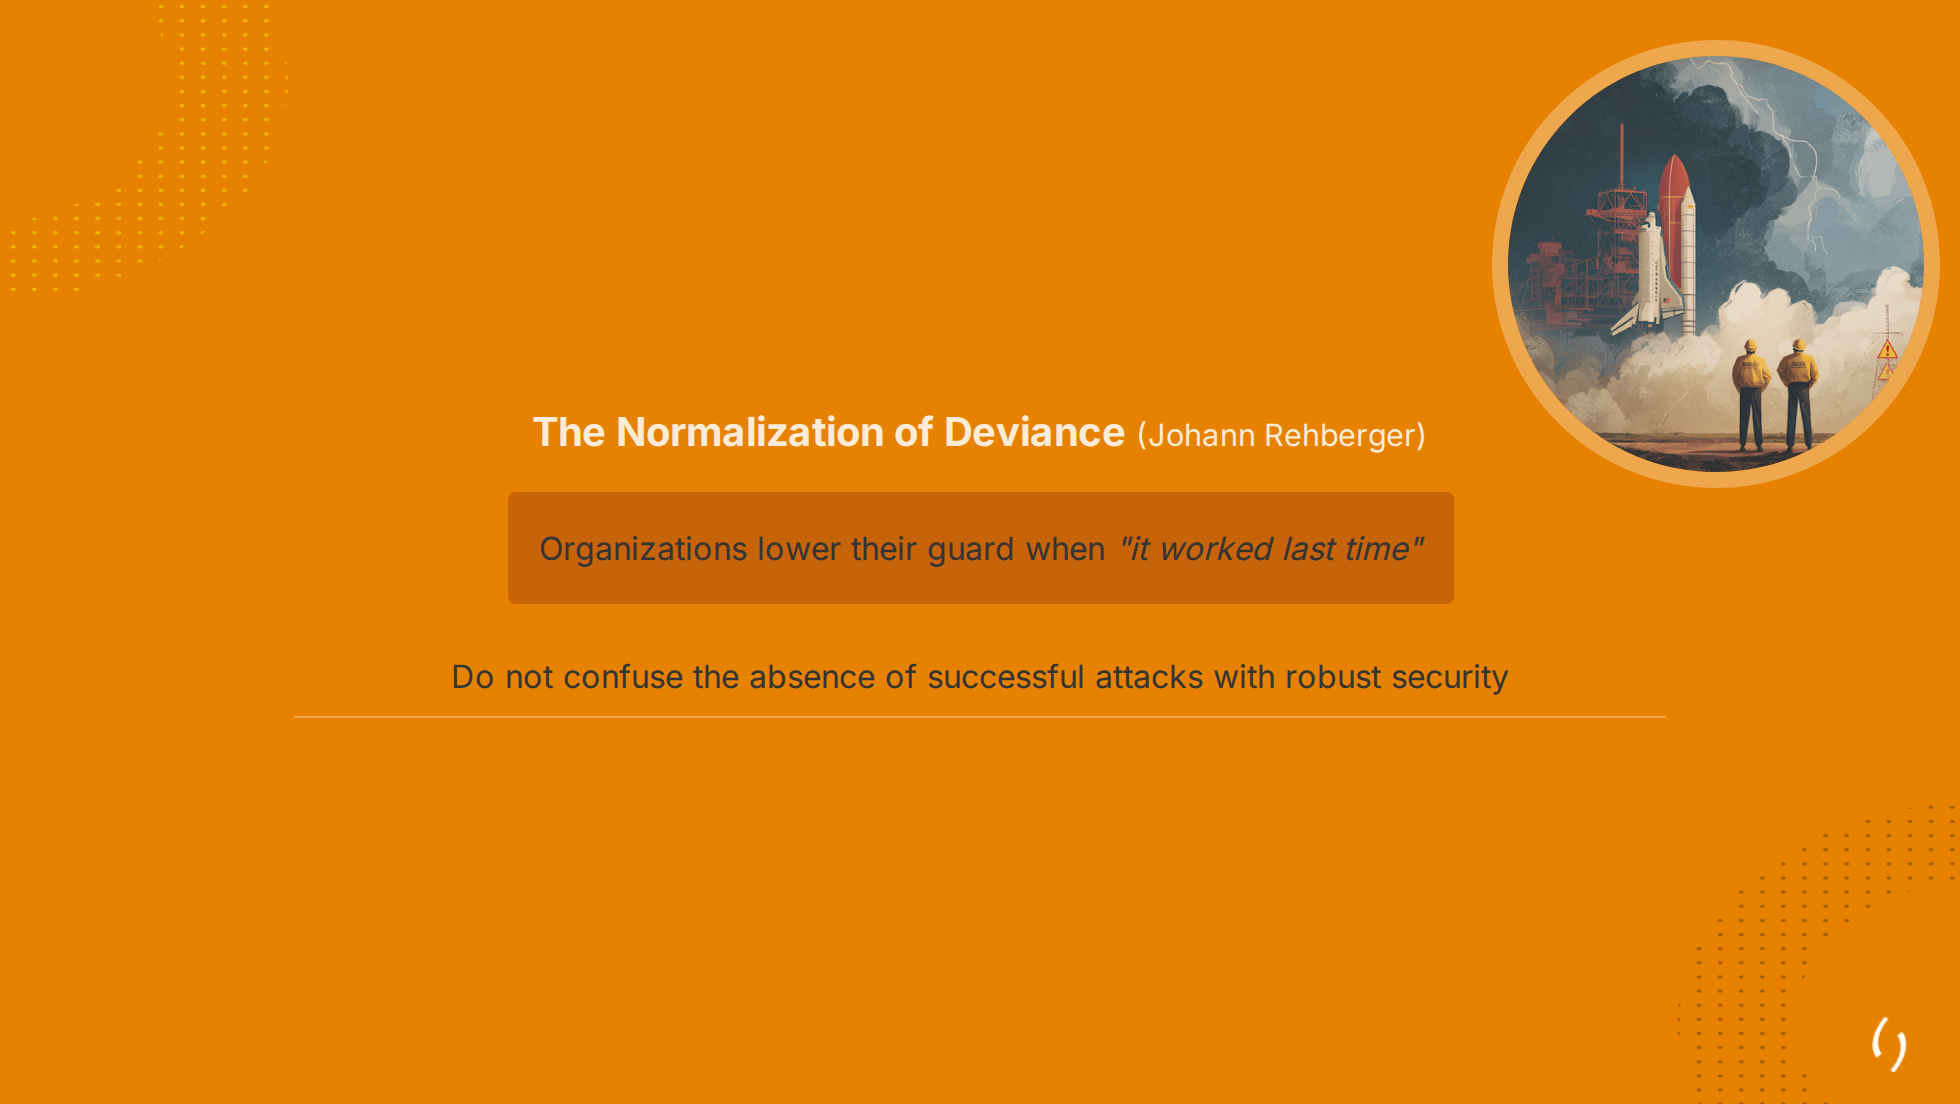 The Normalization of Deviance (Johann Rehberger)
Organizations lower their guard when "it worked last time"
Do not confuse the absence of successful attacks with robust security